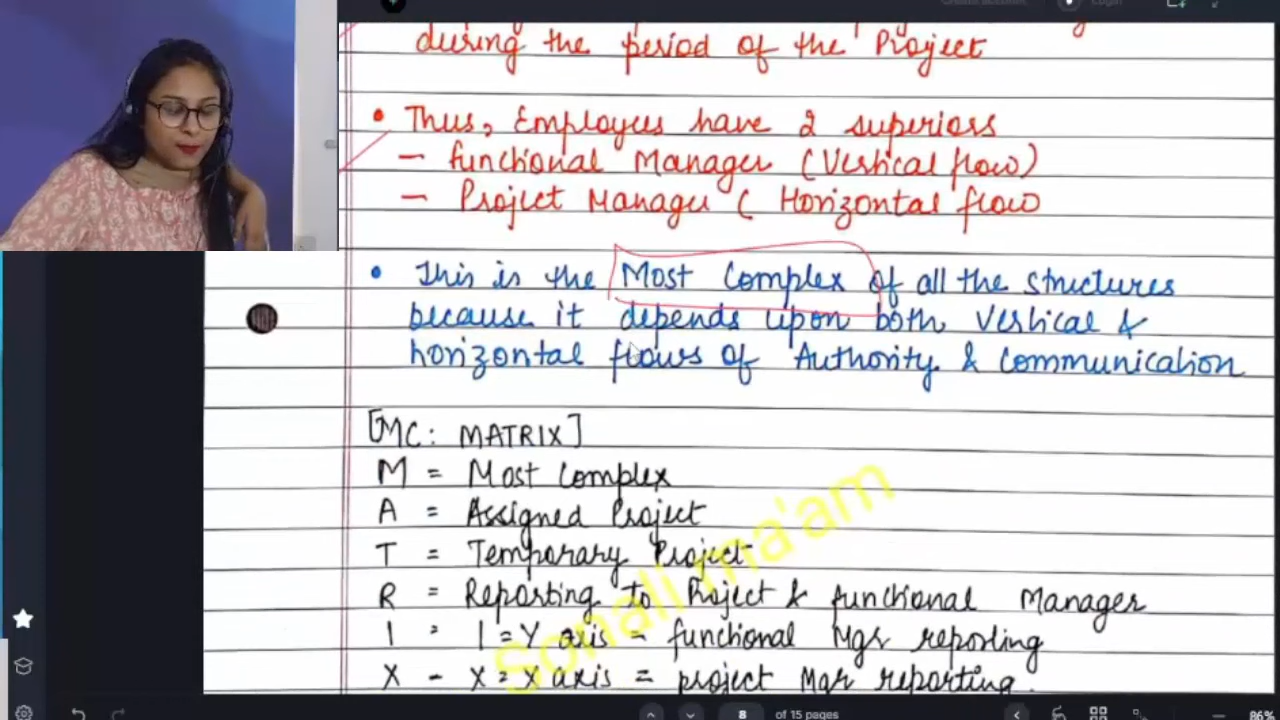 during the period of the Project
• Thus, Employees have 2 superiors
- functional Manager (Vertical flow)
- Project Manager ( Horizontal flow
• This is the Most Complex of all the structures
because it depends upon both Vertical &
horizontal flows of Authority & Communication
[MC: MATRIX]
M = Most Complex
A = Assigned Project
T = Temporary Project
R = Reporting to Project & functional Manager
I = I = Y axis = functional Mgr reporting
X - X = X axis = project Mgr reporting.
Sonali ma'am
8 of 15 pages
86%